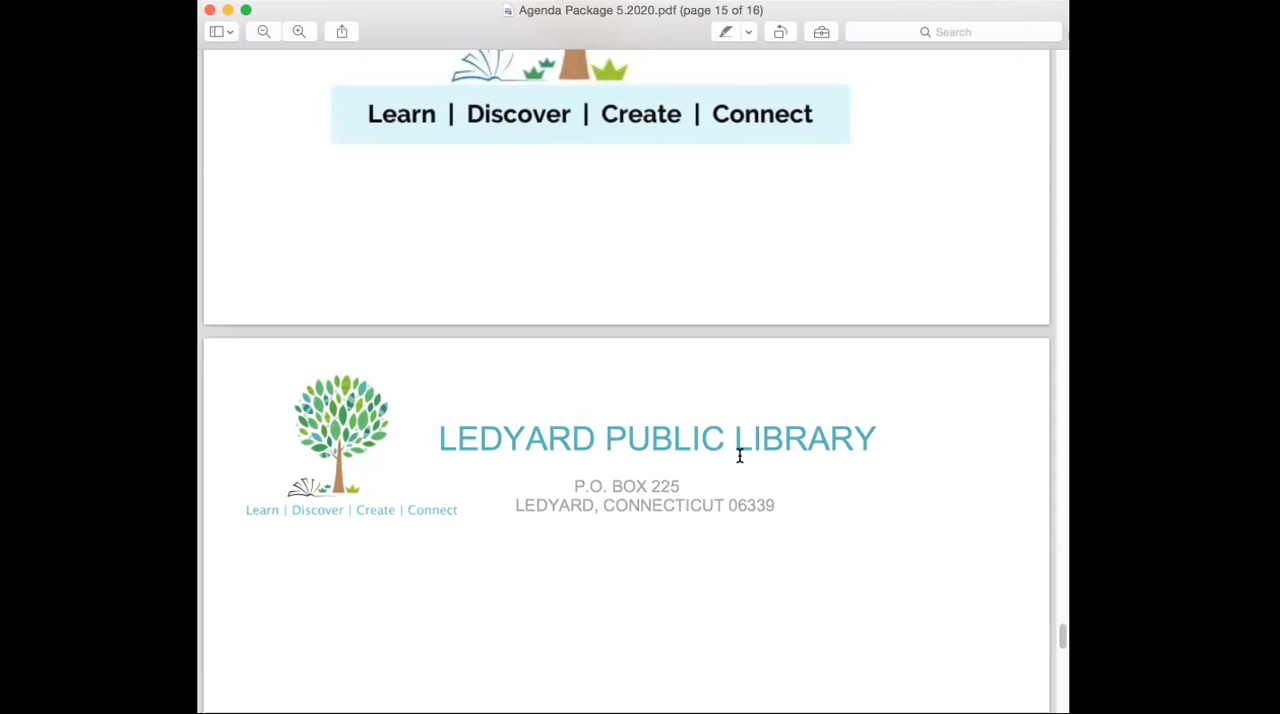 Agenda Package 5.2020.pdf (page 15 of 16)
Search
Learn | Discover | Create | Connect
LEDYARD PUBLIC LIBRARY
P.O. BOX 225
LEDYARD, CONNECTICUT 06339
Learn | Discover | Create | Connect